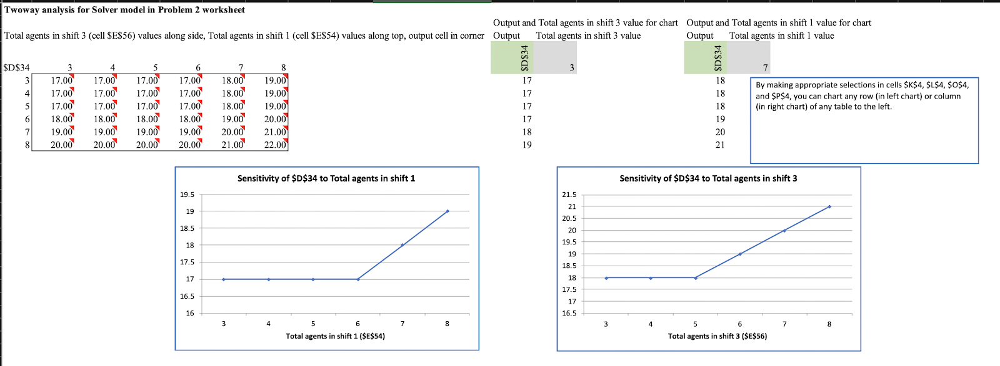 Twoway analysis for Solver model in Problem 2 worksheet
Output and Total agents in shift 3 value for chart Output and Total agents in shift 1 value for chart
Total agents in shift 3 (cell $E$56) values along side, Total agents in shift 1 (cell $E$54) values along top, output cell in corner Output Total agents in shift 3 value Output Total agents in shift 1 value
$D$34 3 4 5 6 7 8 $D$34 3 $D$34 7
3 17.00 17.00 17.00 17.00 18.00 19.00 17 18
4 17.00 17.00 17.00 17.00 18.00 19.00 17 18
5 17.00 17.00 17.00 17.00 18.00 19.00 17 18
6 18.00 18.00 18.00 18.00 19.00 20.00 17 19
7 19.00 19.00 19.00 19.00 20.00 21.00 18 20
8 20.00 20.00 20.00 20.00 21.00 22.00 19 21
By making appropriate selections in cells $K$4, $L$4, $O$4,
and $P$4, you can chart any row (in left chart) or column
(in right chart) of any table to the left.
Sensitivity of $D$34 to Total agents in shift 1
19.5
19
18.5
18
17.5
17
16.5
16
3 4 5 6 7 8
Total agents in shift 1 ($E$54)
Sensitivity of $D$34 to Total agents in shift 3
21.5
21
20.5
20
19.5
19
18.5
18
17.5
17
16.5
3 4 5 6 7 8
Total agents in shift 3 ($E$56)